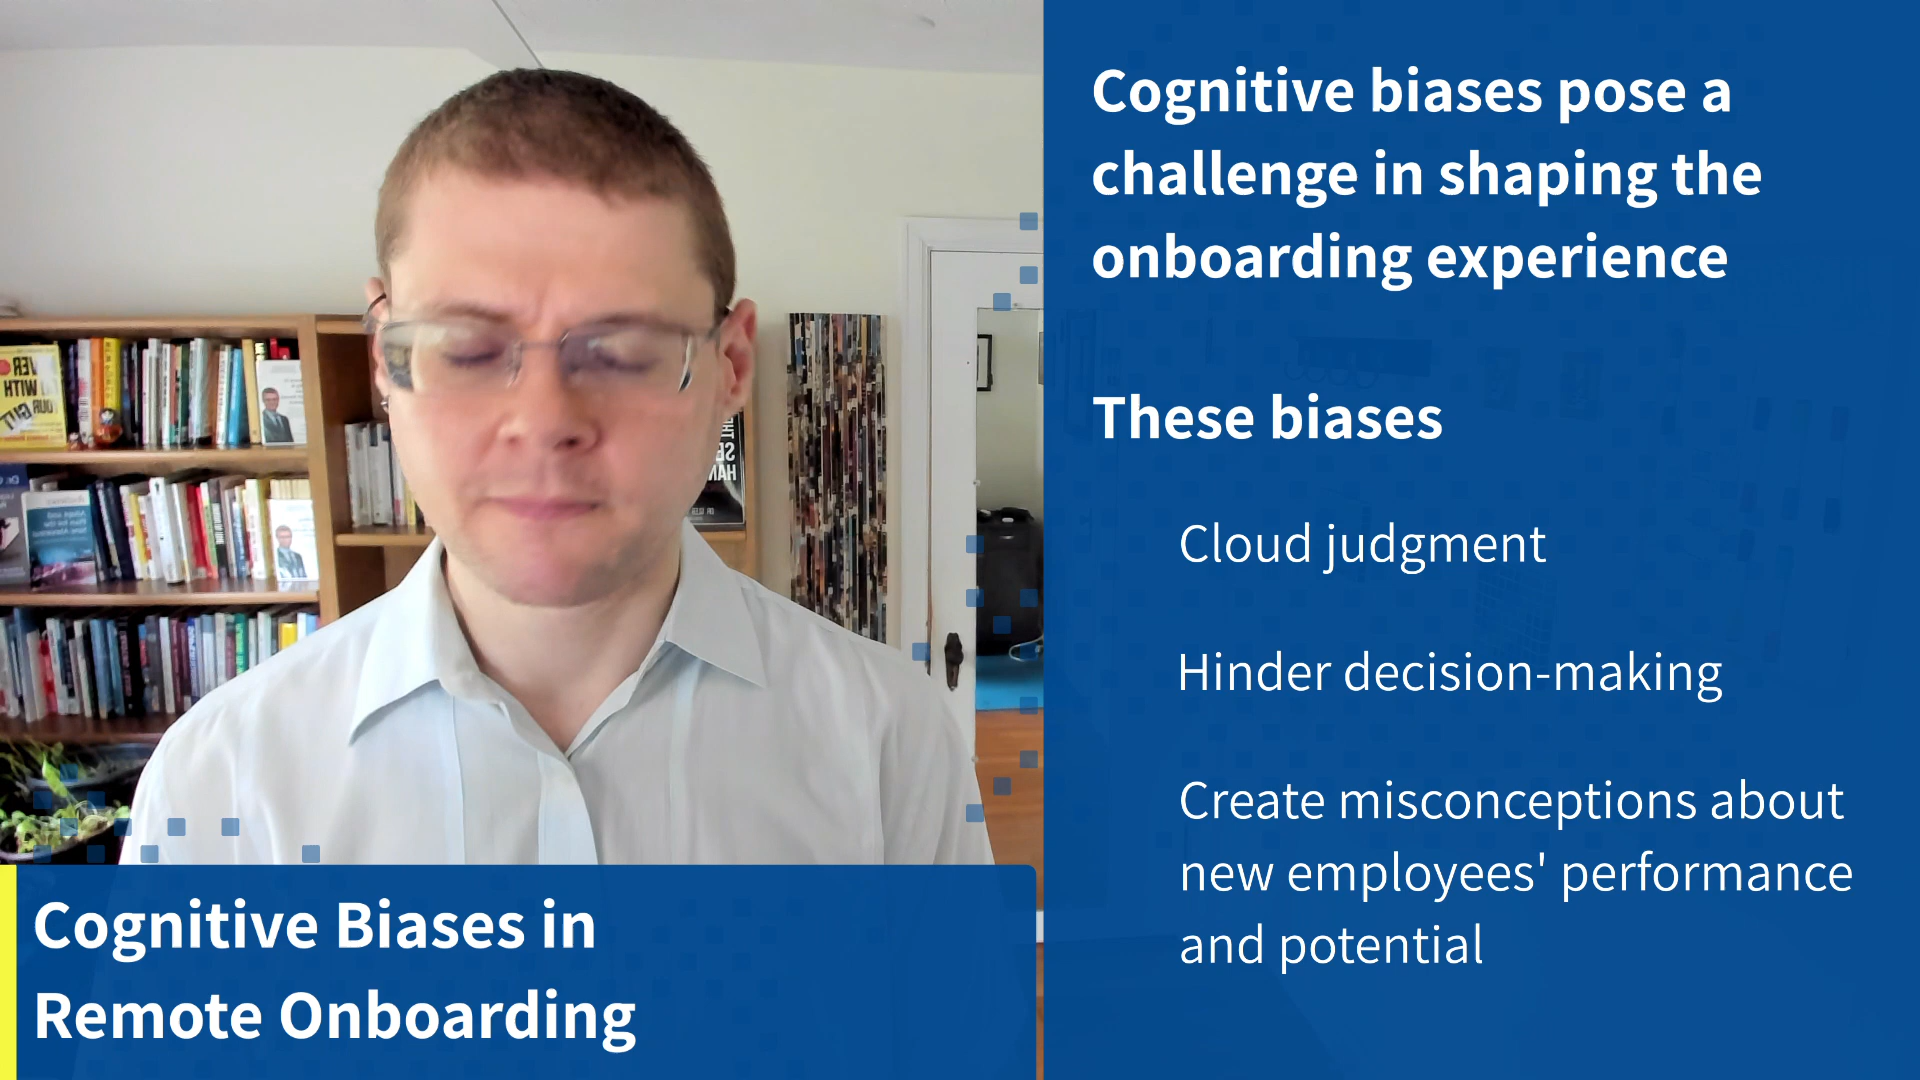 Cognitive biases pose a
challenge in shaping the
onboarding experience
These biases
Cloud judgment
Hinder decision-making
Create misconceptions about
new employees' performance
and potential
Cognitive Biases in
Remote Onboarding